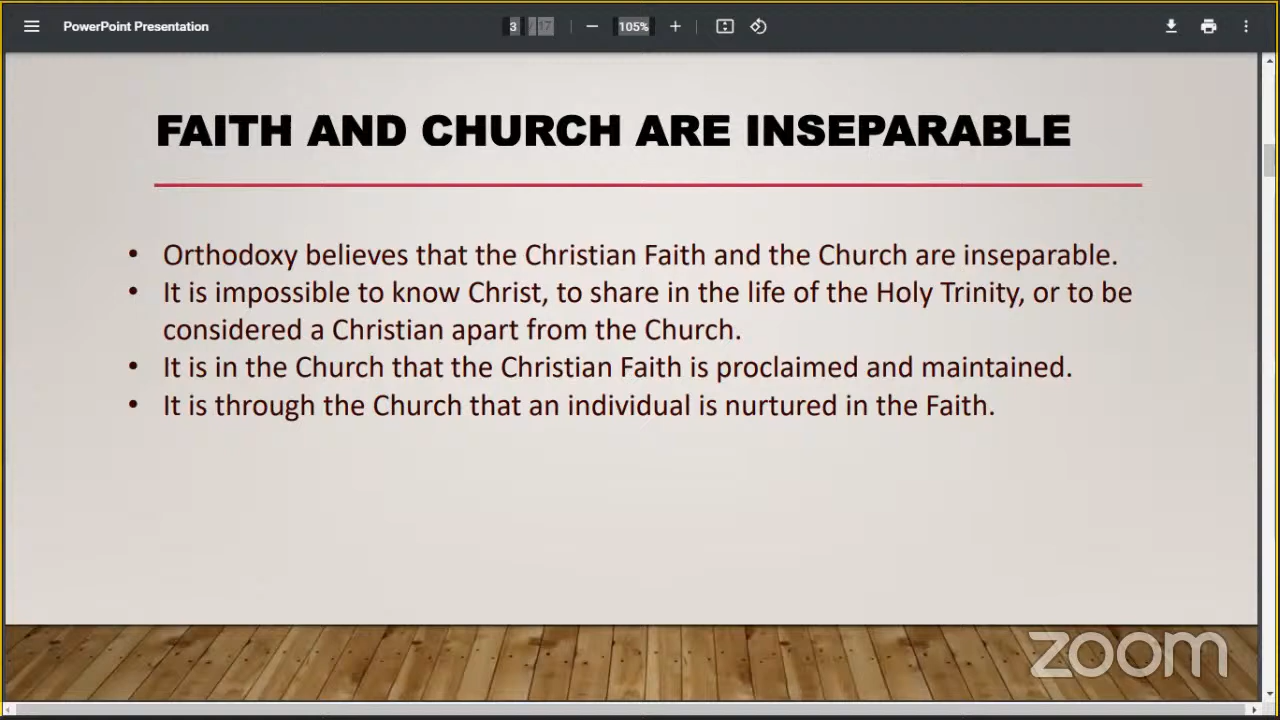 PowerPoint Presentation
3 / 17
105%
FAITH AND CHURCH ARE INSEPARABLE
• Orthodoxy believes that the Christian Faith and the Church are inseparable.
• It is impossible to know Christ, to share in the life of the Holy Trinity, or to be
considered a Christian apart from the Church.
• It is in the Church that the Christian Faith is proclaimed and maintained.
• It is through the Church that an individual is nurtured in the Faith.
zoom